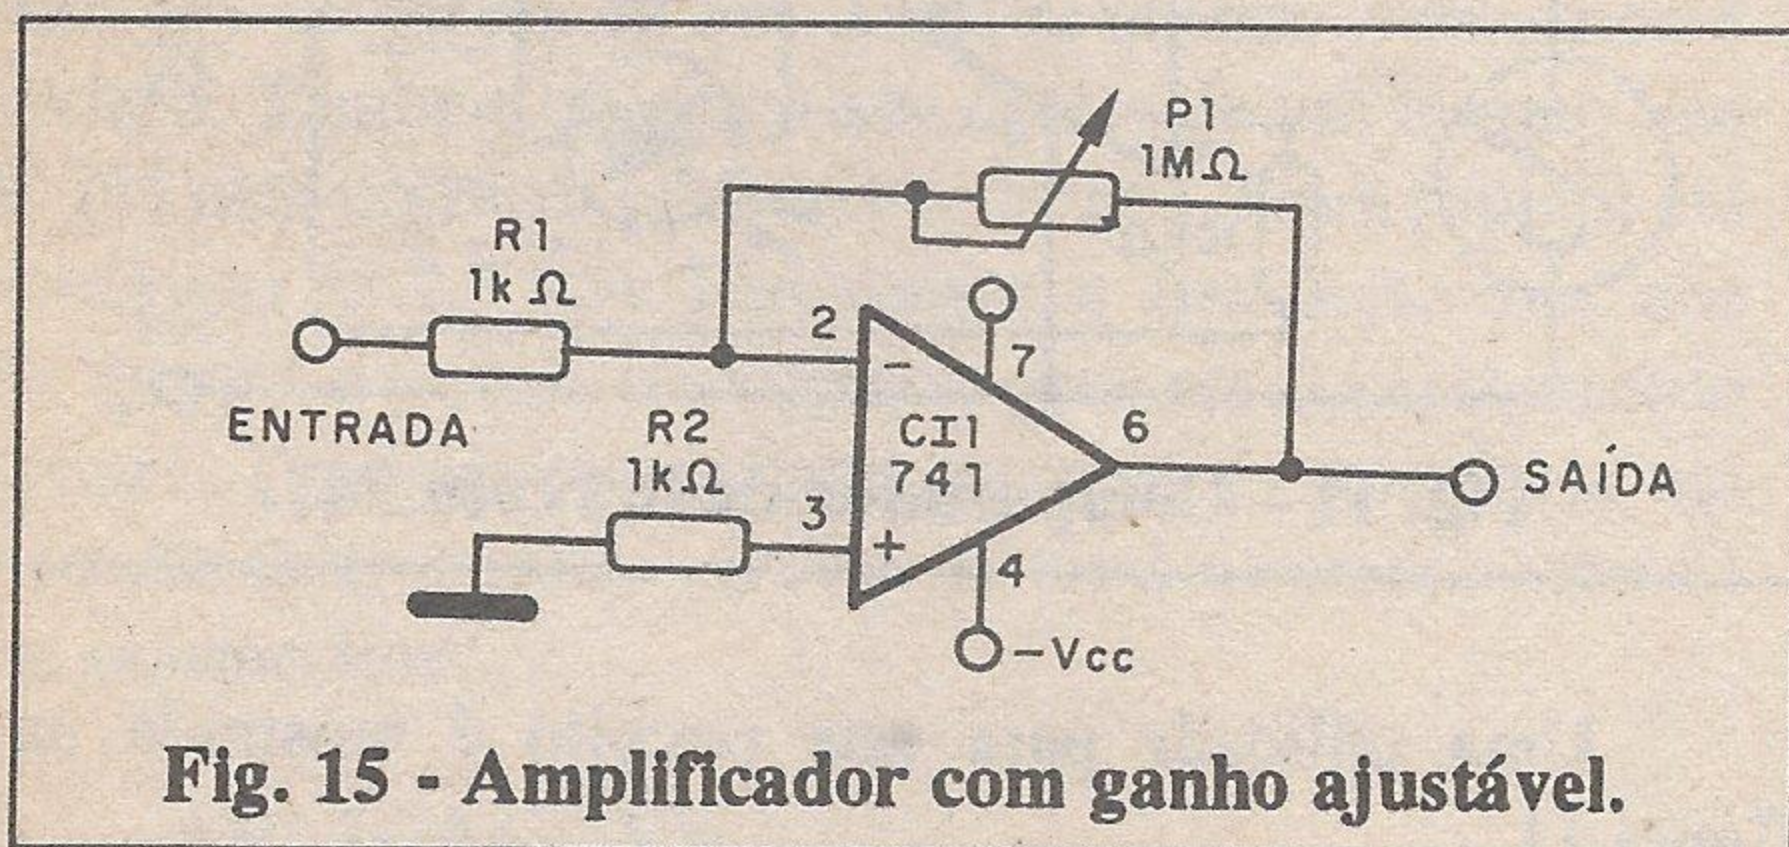 P1
1MΩ
R1
1k Ω
2
−
7
ENTRADA
R2
1kΩ
CI1
741
6
SAÍDA
3
+
4
−Vcc
Fig. 15 - Amplificador com ganho ajustável.